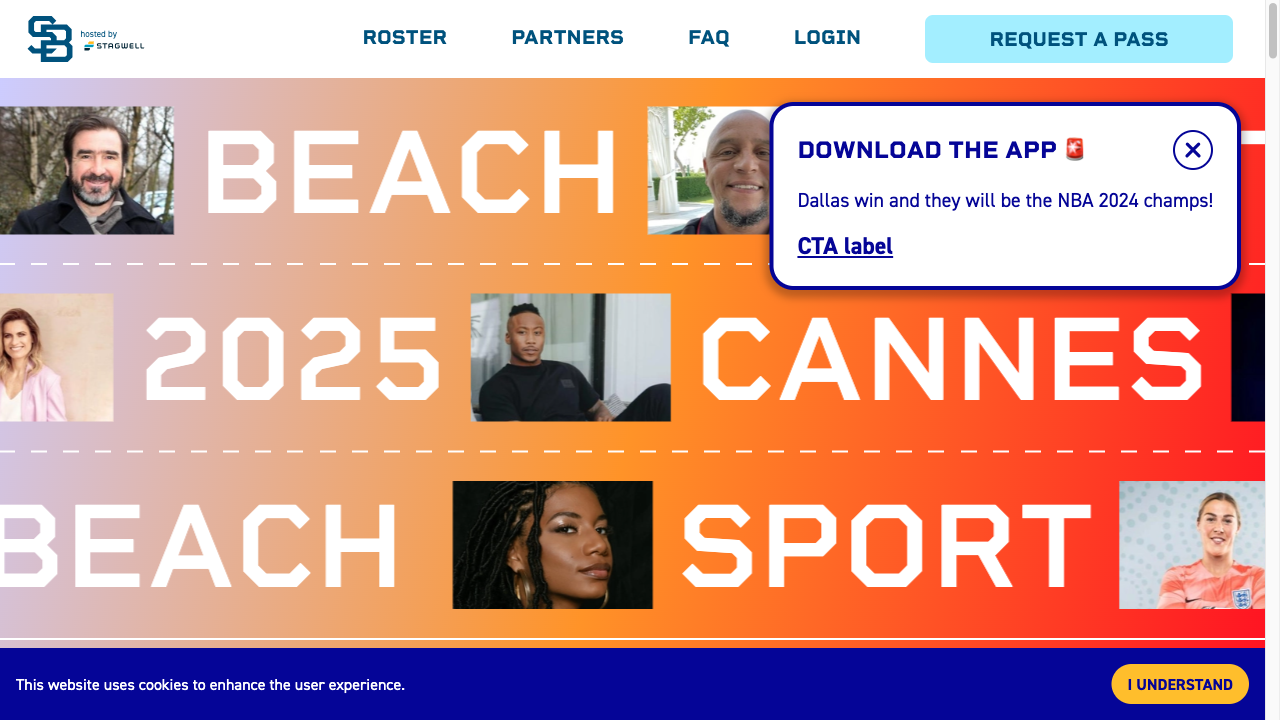 SB hosted by
STAGWELL
ROSTER PARTNERS FAQ LOGIN REQUEST A PASS
BEACH
DOWNLOAD THE APP 🚨
Dallas win and they will be the NBA 2024 champs!
CTA label
2025 CANNES
BEACH SPORT
This website uses cookies to enhance the user experience.
I UNDERSTAND